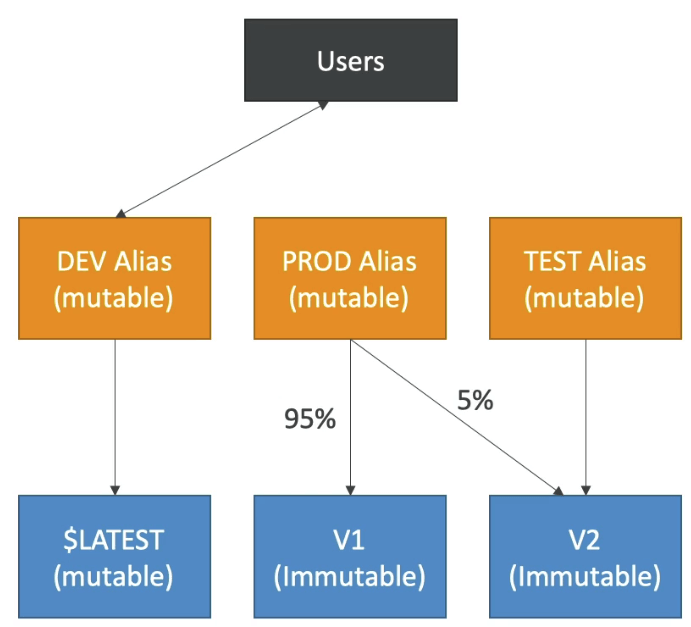 Users
DEV Alias
(mutable)
PROD Alias
(mutable)
TEST Alias
(mutable)
95%
5%
$LATEST
(mutable)
V1
(Immutable)
V2
(Immutable)